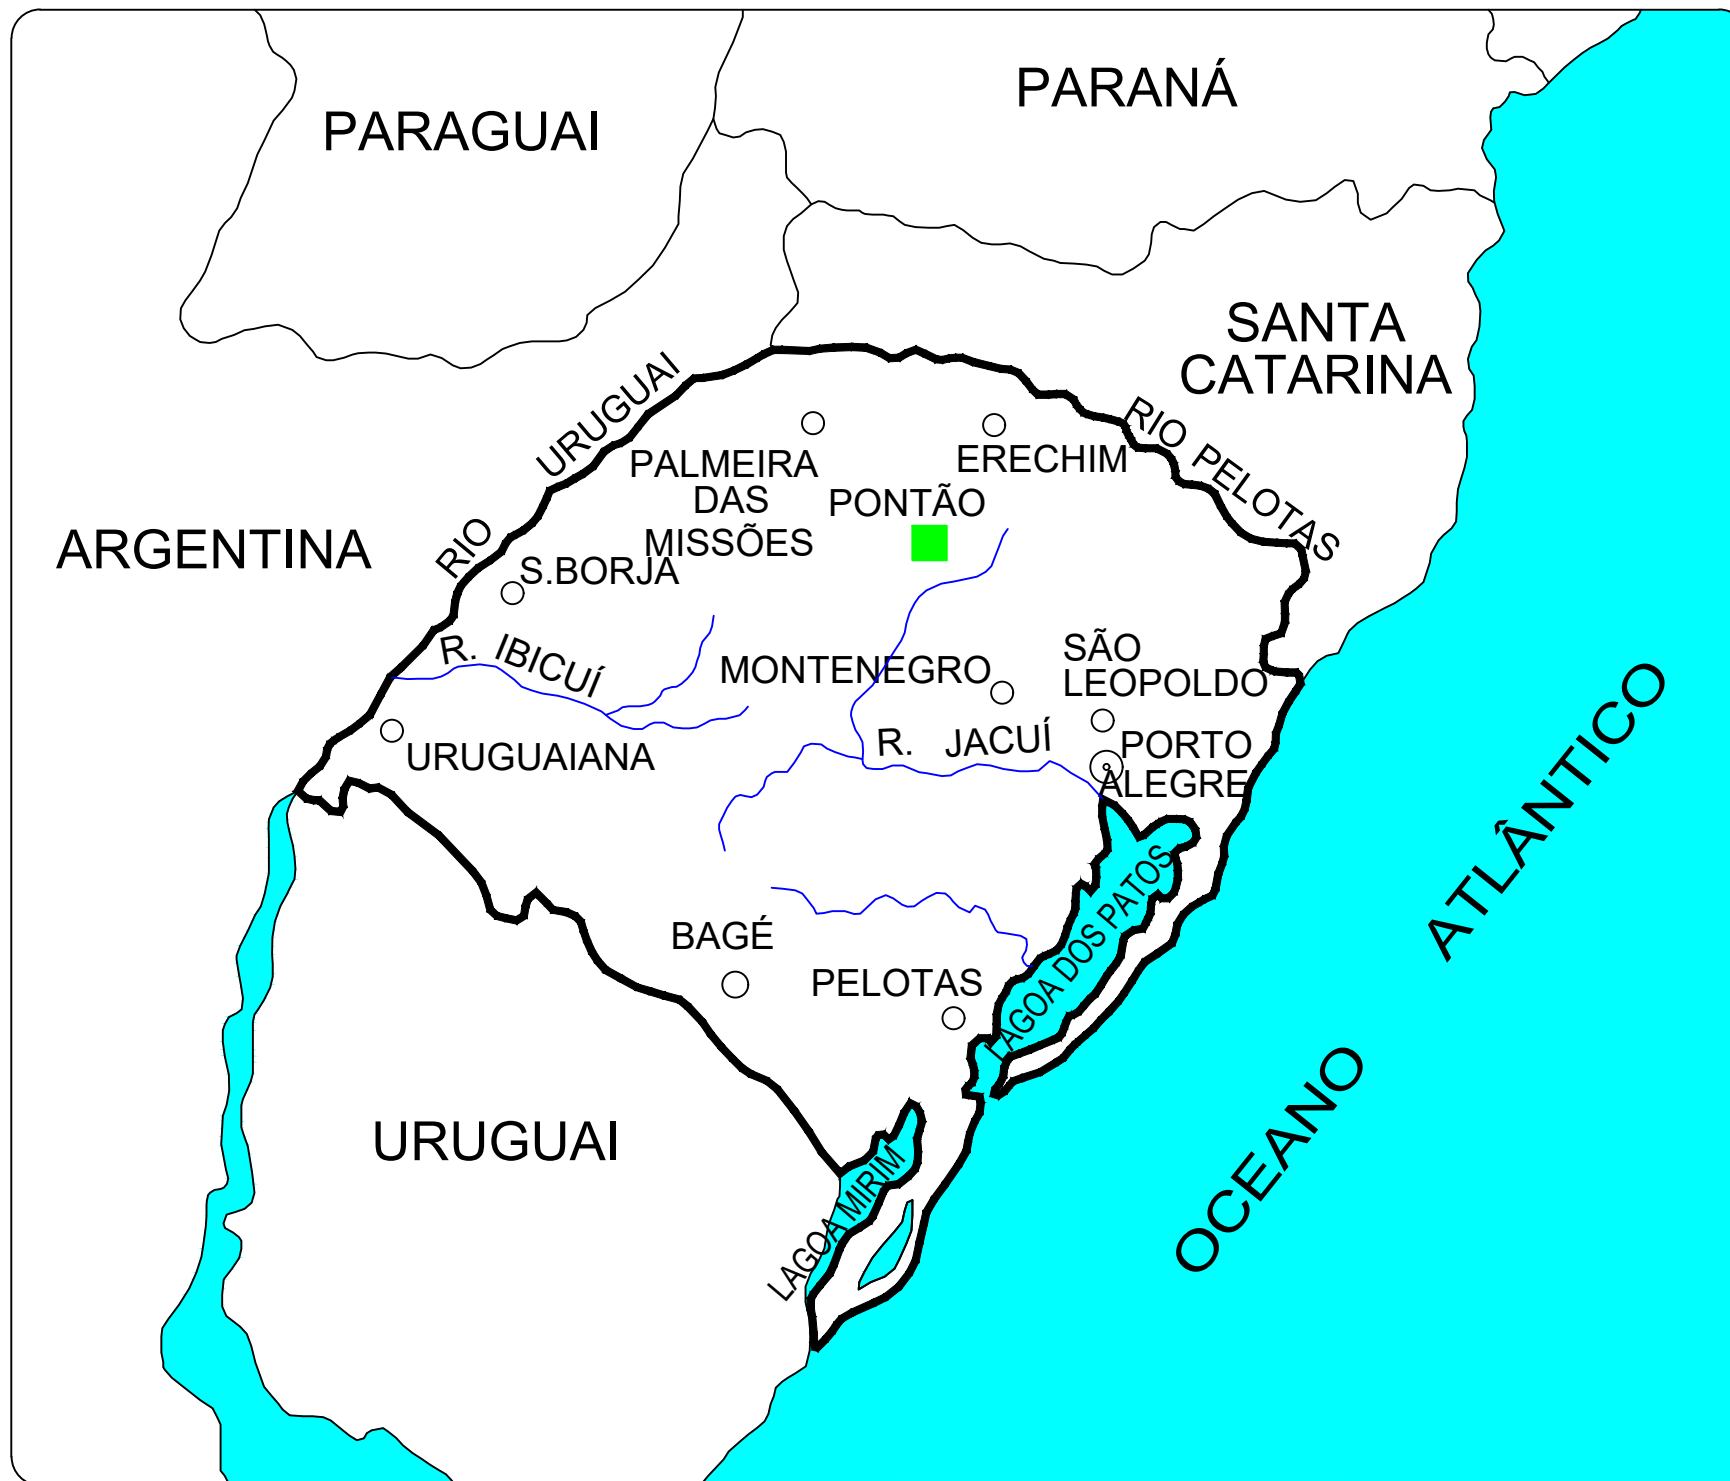 PARANÁ
PARAGUAI
SANTA
CATARINA
RIO URUGUAI
RIO PELOTAS
PALMEIRA
DAS
MISSÕES
ERECHIM
PONTÃO
ARGENTINA
S.BORJA
R. IBICUÍ
MONTENEGRO
SÃO
LEOPOLDO
URUGUAIANA
R. JACUÍ
PORTO
ALEGRE
LAGOA DOS PATOS
BAGÉ
PELOTAS
OCEANO ATLÂNTICO
URUGUAI
LAGOA MIRIM